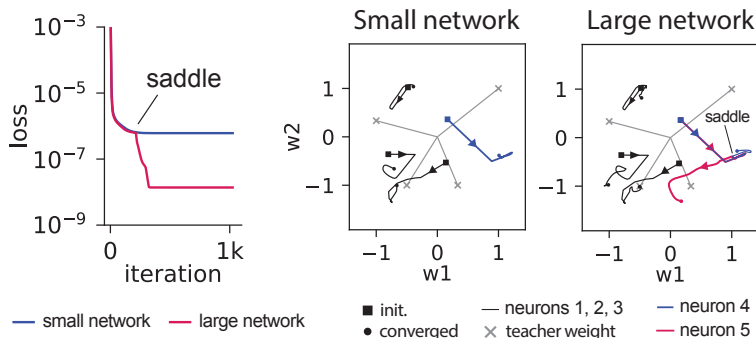 Small network
Large network
10⁻³
10⁻⁵
10⁻⁷
10⁻⁹
loss
saddle
0
1k
iteration
small network
large network
1
0
−1
w2
−1
0
1
w1
1
0
−1
saddle
−1
0
1
w1
init.
converged
neurons 1, 2, 3
teacher weight
neuron 4
neuron 5